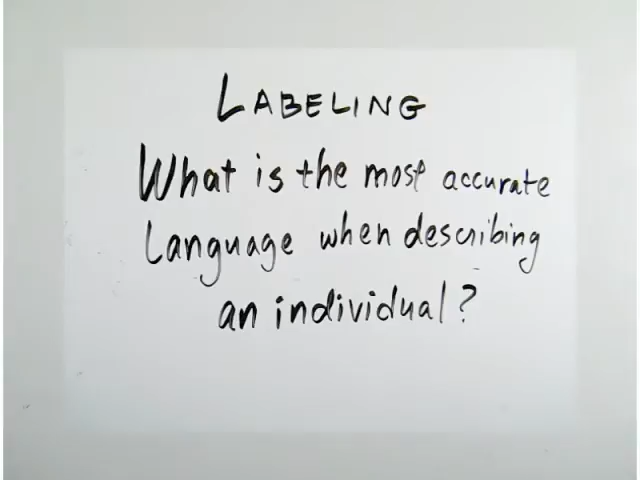 LABELING
What is the most accurate
language when describing
an individual?